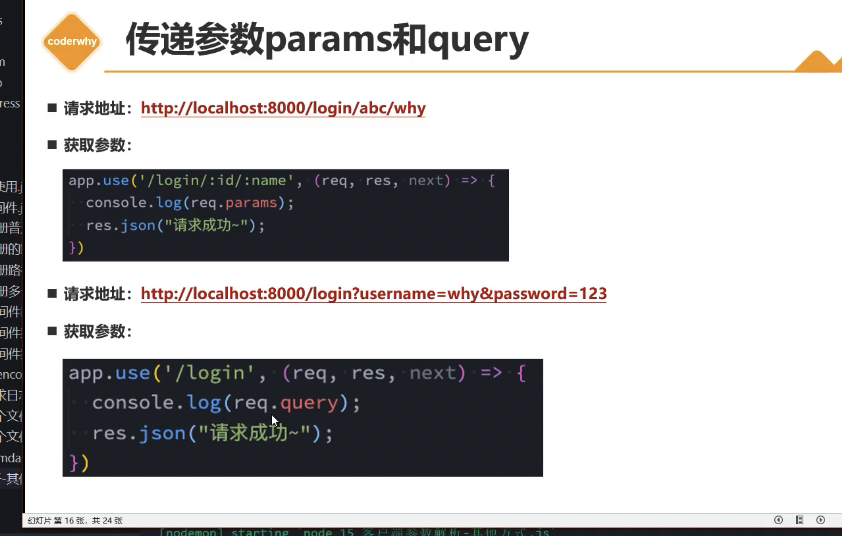 coderwhy
传递参数params和query
■ 请求地址：http://localhost:8000/login/abc/why
■ 获取参数：
app.use('/login/:id/:name', (req, res, next) => {
console.log(req.params);
res.json("请求成功~");
})
■ 请求地址：http://localhost:8000/login?username=why&password=123
■ 获取参数：
app.use('/login', (req, res, next) => {
console.log(req.query);
res.json("请求成功~");
})
幻灯片 第 16 张，共 24 张
[nodemon] starting `node 15_客户端参数解析-其他方式.js`